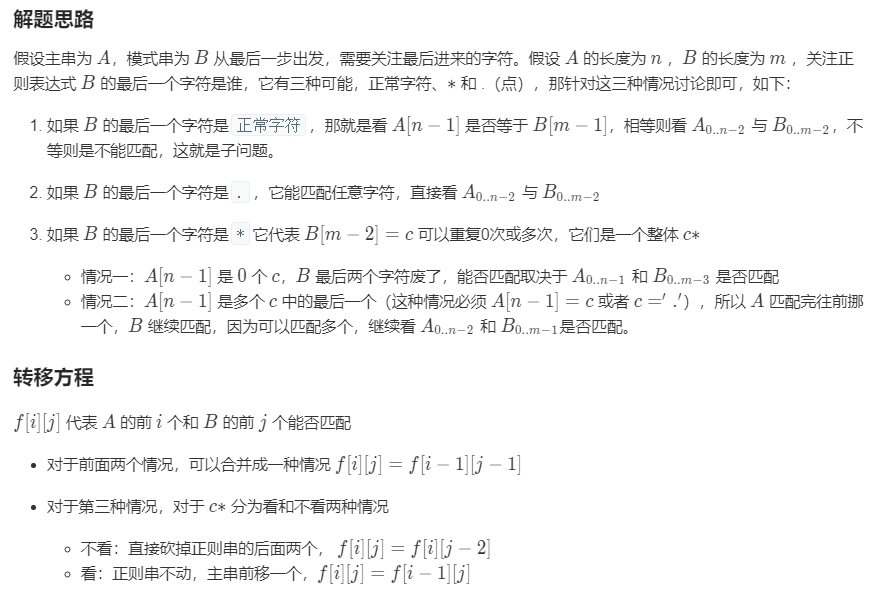 解题思路
假设主串为 A，模式串为 B 从最后一步出发，需要关注最后进来的字符。假设 A 的长度为 n ，B 的长度为 m ，关注正
则表达式 B 的最后一个字符是谁，它有三种可能，正常字符、* 和 .（点），那针对这三种情况讨论即可，如下：
1. 如果 B 的最后一个字符是 正常字符 ，那就是看 A[n − 1] 是否等于 B[m − 1]，相等则看 A₀..ₙ₋₂ 与 B₀..ₘ₋₂，不
等则是不能匹配，这就是子问题。
2. 如果 B 的最后一个字符是 . ，它能匹配任意字符，直接看 A₀..ₙ₋₂ 与 B₀..ₘ₋₂
3. 如果 B 的最后一个字符是 * 它代表 B[m − 2] = c 可以重复0次或多次，它们是一个整体 c*
情况一：A[n − 1] 是 0 个 c，B 最后两个字符废了，能否匹配取决于 A₀..ₙ₋₁ 和 B₀..ₘ₋₃ 是否匹配
情况二：A[n − 1] 是多个 c 中的最后一个（这种情况必须 A[n − 1] = c 或者 c =′ .′），所以 A 匹配完往前挪
一个，B 继续匹配，因为可以匹配多个，继续看 A₀..ₙ₋₂ 和 B₀..ₘ₋₁是否匹配。
转移方程
f[i][j] 代表 A 的前 i 个和 B 的前 j 个能否匹配
• 对于前面两个情况，可以合并成一种情况 f[i][j] = f[i − 1][j − 1]
• 对于第三种情况，对于 c* 分为看和不看两种情况
不看：直接砍掉正则串的后面两个， f[i][j] = f[i][j − 2]
看：正则串不动，主串前移一个，f[i][j] = f[i − 1][j]